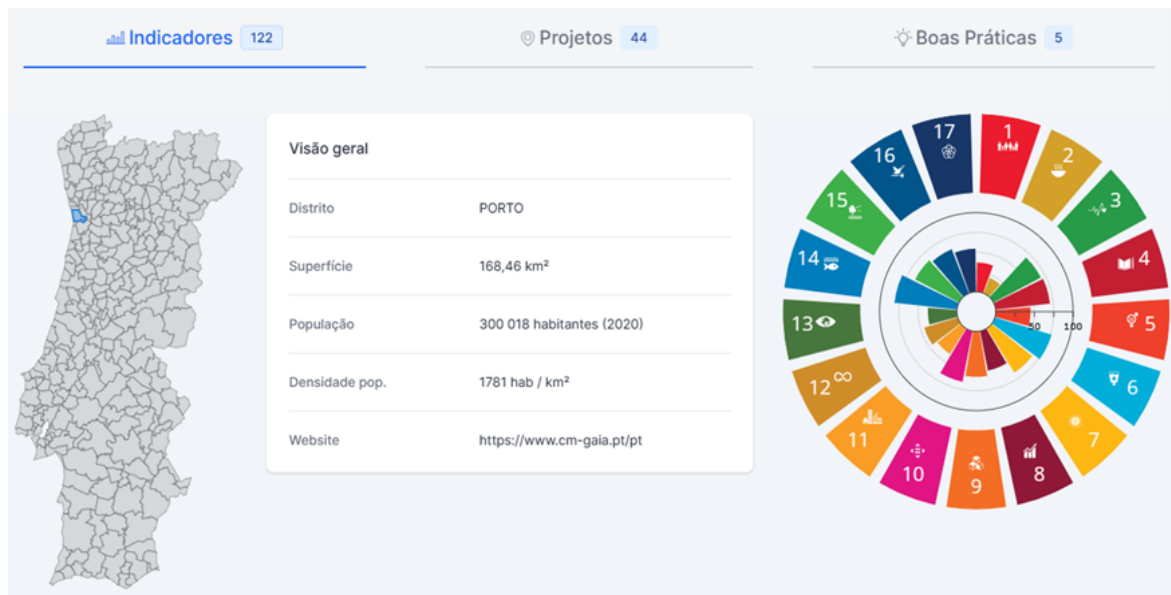 Indicadores 122
Projetos 44
Boas Práticas 5
Visão geral
Distrito PORTO
Superfície 168,46 km²
População 300 018 habitantes (2020)
Densidade pop. 1781 hab / km²
Website https://www.cm-gaia.pt/pt
1
2
3
4
5
6
7
8
9
10
11
12
13
14
15
16
17
50 100